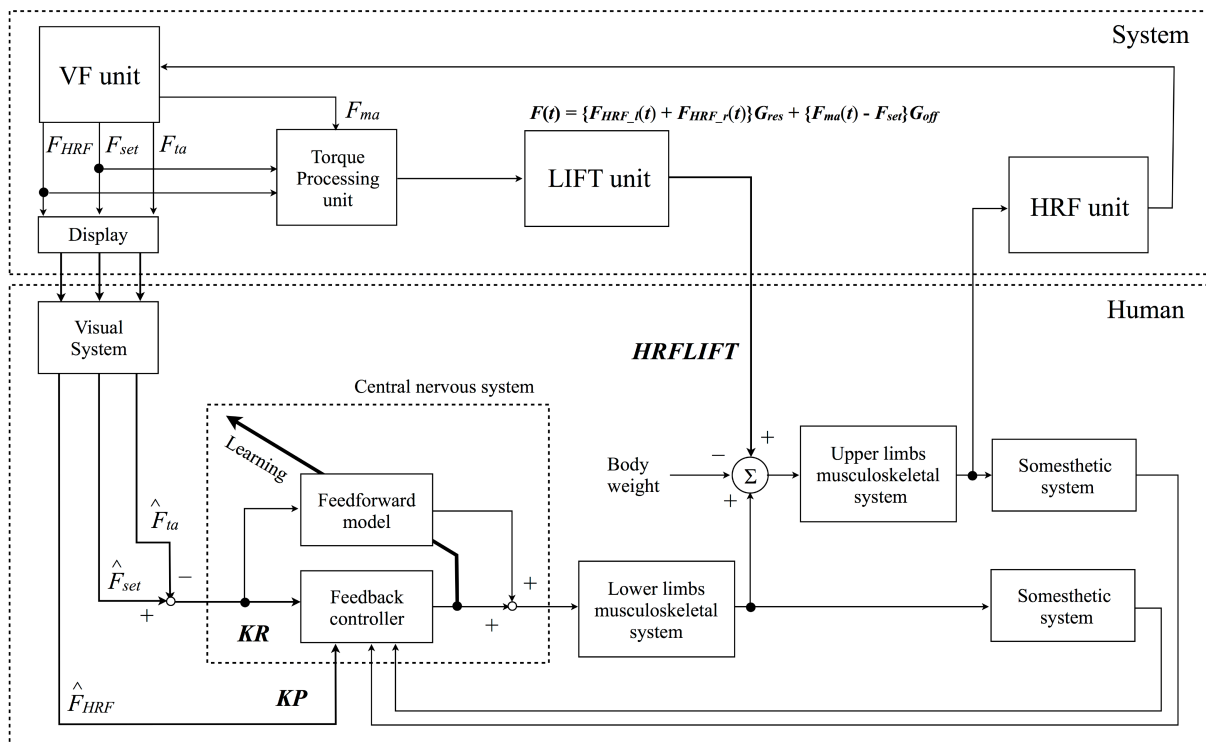 System
VF unit
F_ma
F(t) = {F_HRF_l(t) + F_HRF_r(t)}G_res + {F_ma(t) - F_set}G_off
F_HRF F_set F_ta
Torque
Processing
unit
LIFT unit
HRF unit
Display
Human
Visual
System
HRFLIFT
Central nervous system
Learning
+
Body
weight
−
Σ
+
Upper limbs
musculoskeletal
system
Somesthetic
system
Feedforward
model
F̂_ta
F̂_set
−
+
KR
Feedback
controller
+
+
Lower limbs
musculoskeletal
system
Somesthetic
system
F̂_HRF
KP